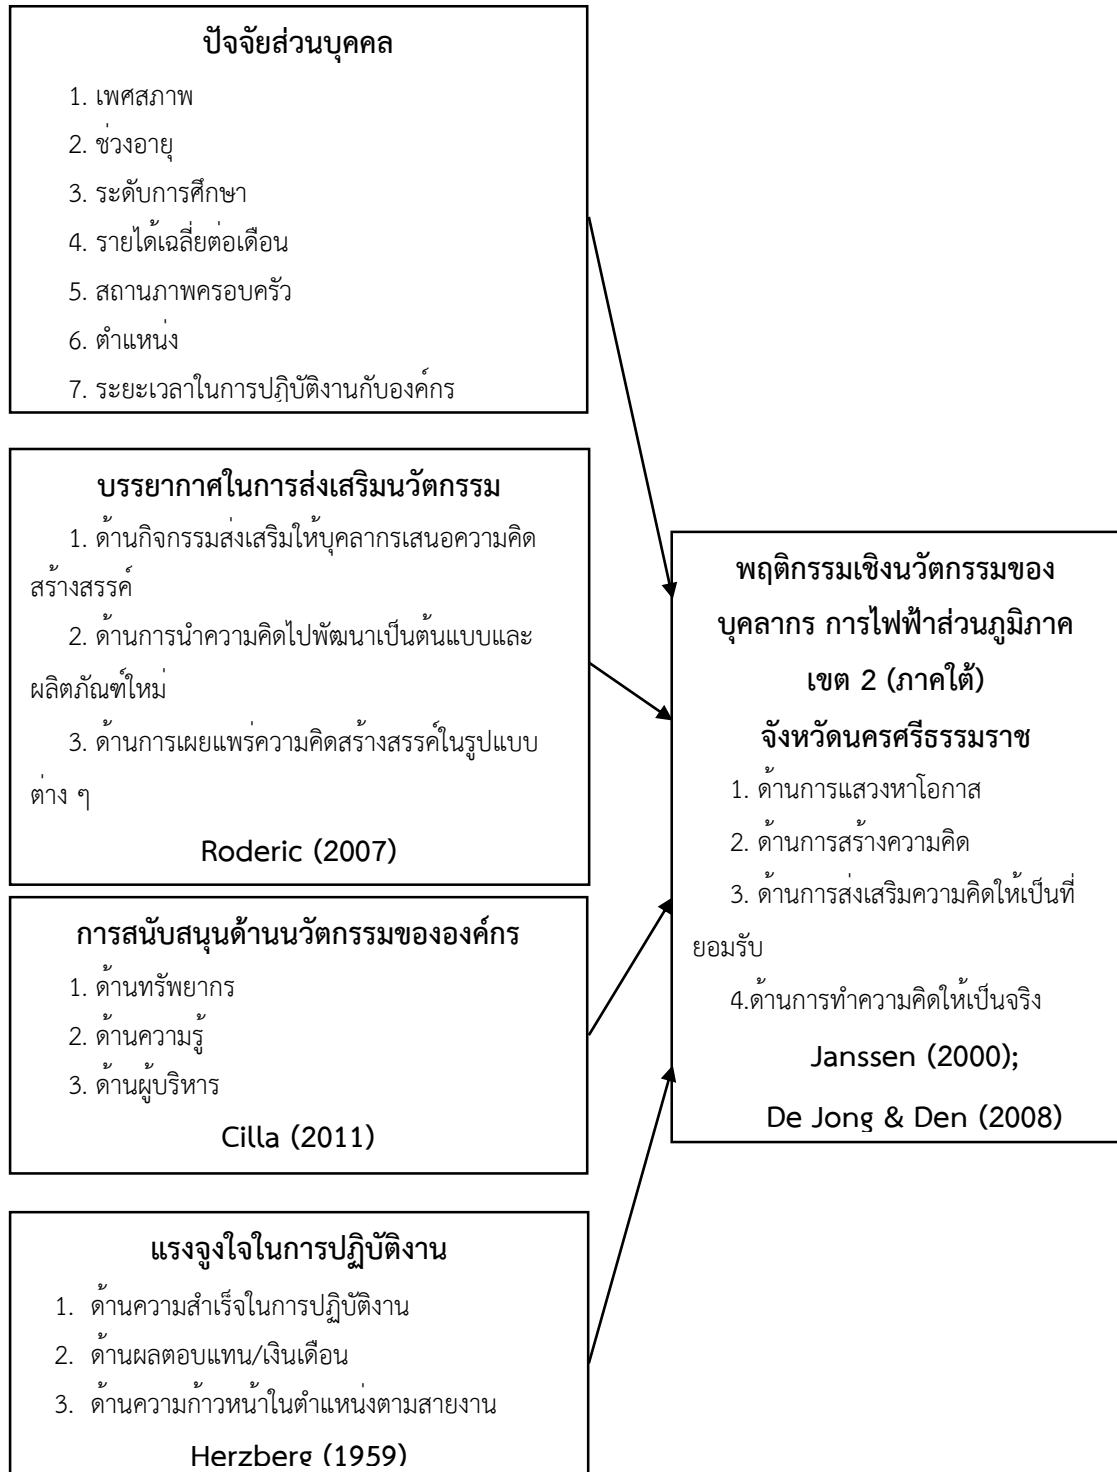 ปัจจัยส่วนบุคคล
1. เพศสภาพ
2. ช่วงอายุ
3. ระดับการศึกษา
4. รายได้เฉลี่ยต่อเดือน
5. สถานภาพครอบครัว
6. ตำแหน่ง
7. ระยะเวลาในการปฏิบัติงานกับองค์กร
บรรยากาศในการส่งเสริมนวัตกรรม
1. ด้านกิจกรรมส่งเสริมให้บุคลากรเสนอความคิด
สร้างสรรค์
2. ด้านการนำความคิดไปพัฒนาเป็นต้นแบบและ
ผลิตภัณฑ์ใหม่
3. ด้านการเผยแพร่ความคิดสร้างสรรค์ในรูปแบบ
ต่าง ๆ
Roderic (2007)
การสนับสนุนด้านนวัตกรรมขององค์กร
1. ด้านทรัพยากร
2. ด้านความรู้
3. ด้านผู้บริหาร
Cilla (2011)
แรงจูงใจในการปฏิบัติงาน
1. ด้านความสำเร็จในการปฏิบัติงาน
2. ด้านผลตอบแทน/เงินเดือน
3. ด้านความก้าวหน้าในตำแหน่งตามสายงาน
Herzberg (1959)
พฤติกรรมเชิงนวัตกรรมของ
บุคลากร การไฟฟ้าส่วนภูมิภาค
เขต 2 (ภาคใต้)
จังหวัดนครศรีธรรมราช
1. ด้านการแสวงหาโอกาส
2. ด้านการสร้างความคิด
3. ด้านการส่งเสริมความคิดให้เป็นที่
ยอมรับ
4.ด้านการทำความคิดให้เป็นจริง
Janssen (2000);
De Jong & Den (2008)